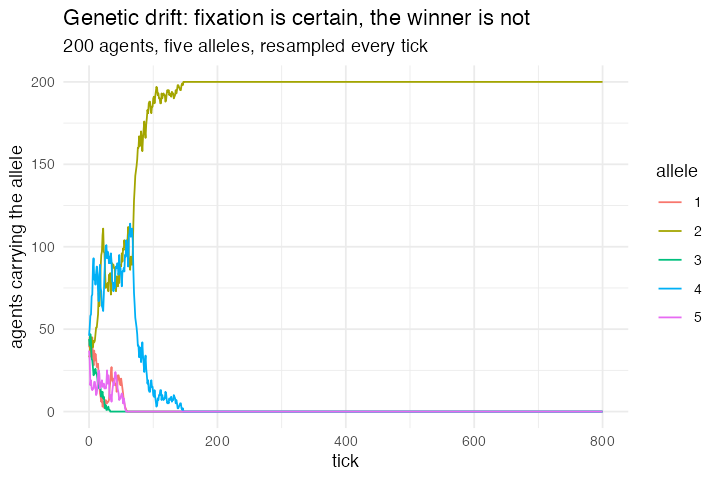 Genetic drift: fixation is certain, the winner is not
200 agents, five alleles, resampled every tick
agents carrying the allele
200
150
100
50
0
0 200 400 600 800
tick
allele
1
2
3
4
5